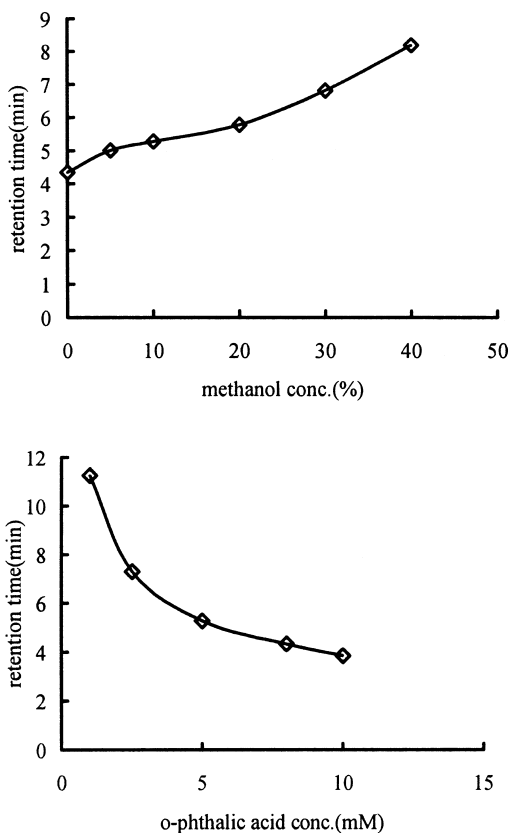 9
8
7
6
5
4
3
2
1
0
retention time(min)
0 10 20 30 40 50
methanol conc.(%)
12
10
8
6
4
2
0
retention time(min)
0 5 10 15
o-phthalic acid conc.(mM)